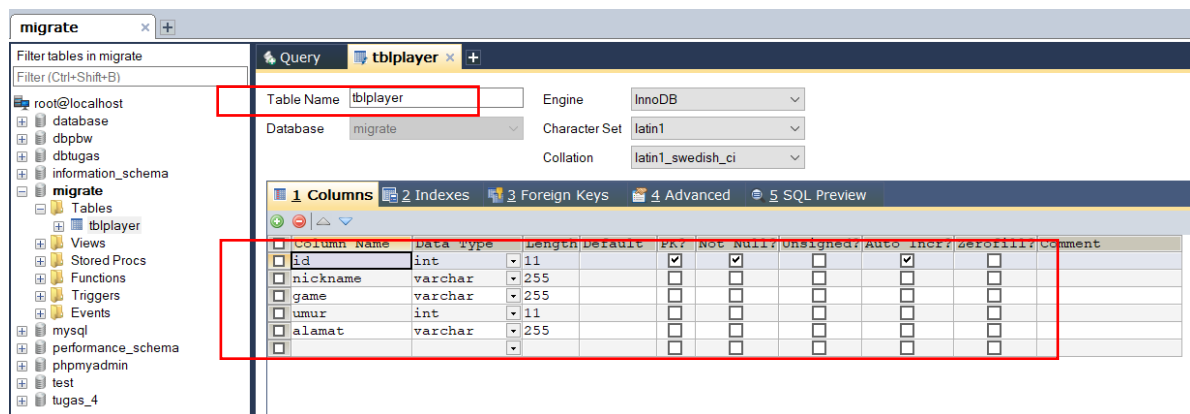 migrate × +
Filter tables in migrate
Filter (Ctrl+Shift+B)
root@localhost
database
dbpbw
dbtugas
information_schema
migrate
Tables
tblplayer
Views
Stored Procs
Functions
Triggers
Events
mysql
performance_schema
phpmyadmin
test
tugas_4
Query tblplayer × +
Table Name tblplayer Engine InnoDB
Database migrate Character Set latin1
Collation latin1_swedish_ci
1 Columns 2 Indexes 3 Foreign Keys 4 Advanced 5 SQL Preview
Column Name Data Type Length Default PK? Not Null? Unsigned? Auto Incr? Zerofill? Comment
id int 11
nickname varchar 255
game varchar 255
umur int 11
alamat varchar 255